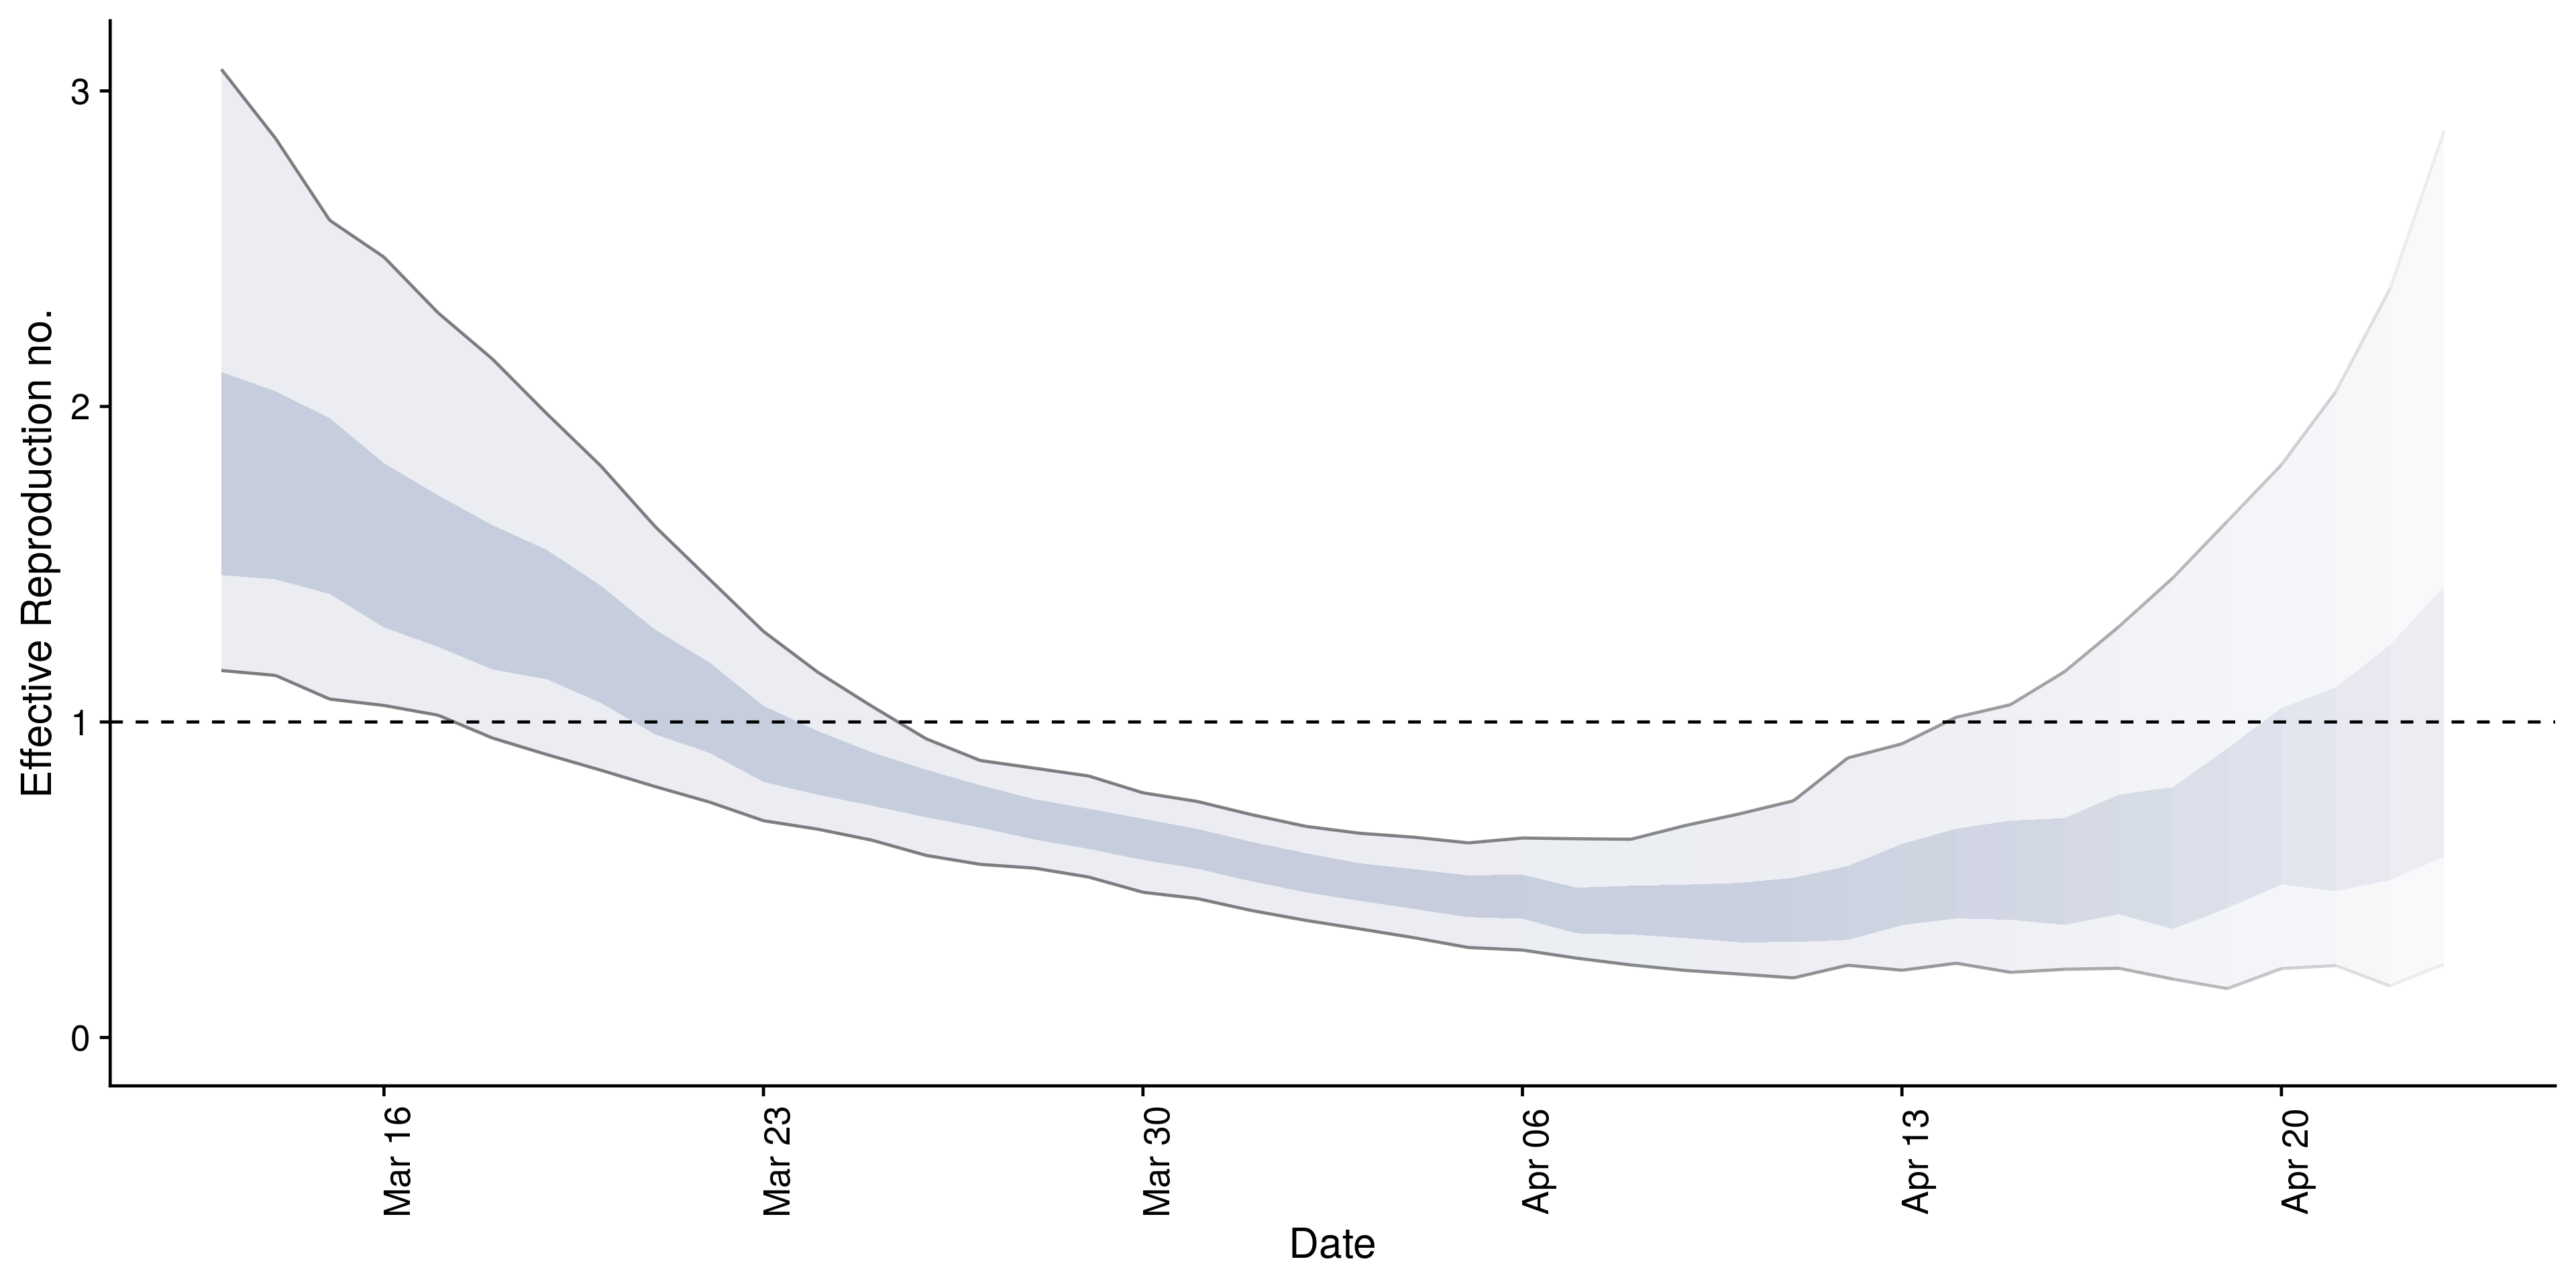 Effective Reproduction no.
3
2
1
0
Mar 16
Mar 23
Mar 30
Apr 06
Apr 13
Apr 20
Date